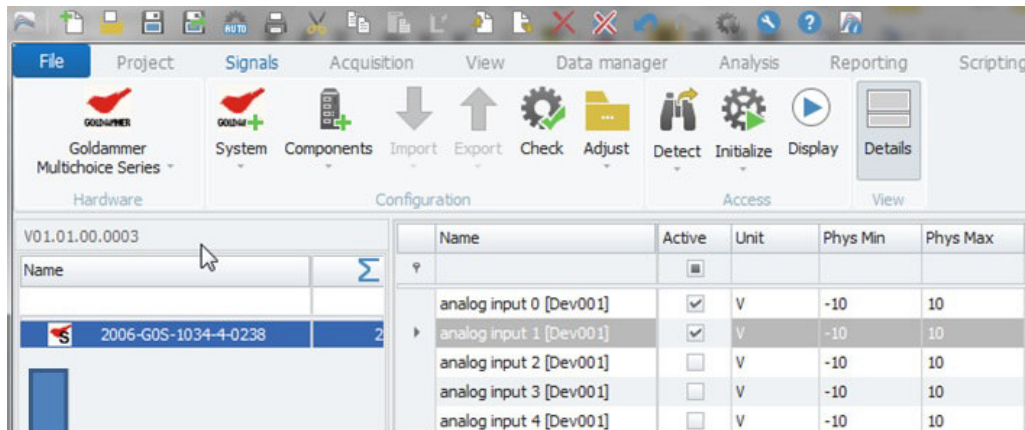 AUTO
File Project Signals Acquisition View Data manager Analysis Reporting Scripting
GOLDAMMER
Goldammer
Multichoice Series
System Components Import Export Check Adjust Detect Initialize Display Details
Hardware Configuration Access View
V01.01.00.0003
Name Active Unit Phys Min Phys Max
Name Σ
analog input 0 [Dev001] V -10 10
2006-G0S-1034-4-0238 2 analog input 1 [Dev001] V -10 10
analog input 2 [Dev001] V -10 10
analog input 3 [Dev001] V -10 10
analog input 4 [Dev001] V -10 10